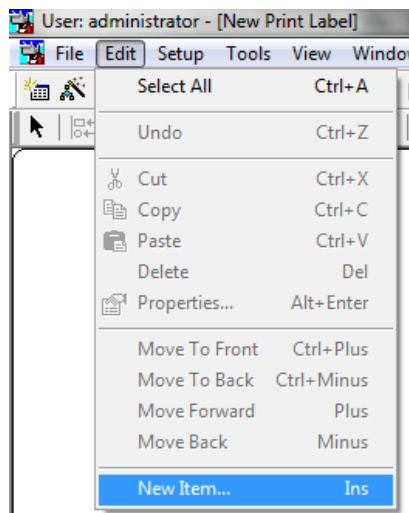 User: administrator - [New Print Label]
File Edit Setup Tools View Windo
Select All Ctrl+A
Undo Ctrl+Z
Cut Ctrl+X
Copy Ctrl+C
Paste Ctrl+V
Delete Del
Properties... Alt+Enter
Move To Front Ctrl+Plus
Move To Back Ctrl+Minus
Move Forward Plus
Move Back Minus
New Item... Ins